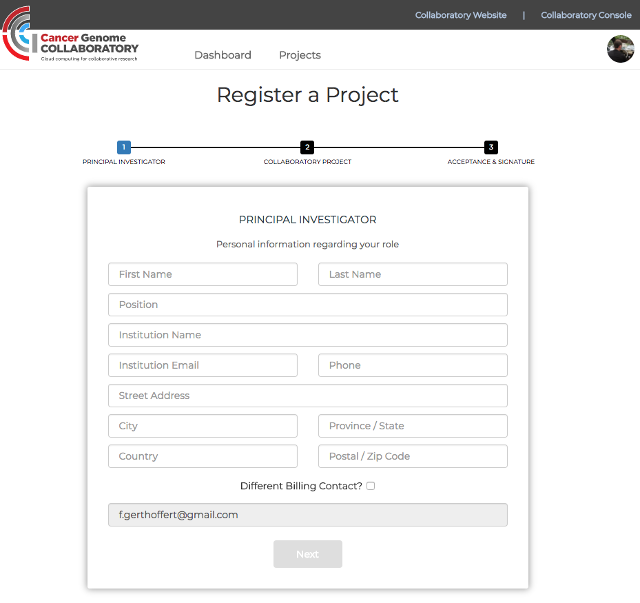 Collaboratory Website | Collaboratory Console
Cancer Genome
COLLABORATORY
Cloud computing for collaborative research
Dashboard Projects
Register a Project
1 2 3
PRINCIPAL INVESTIGATOR COLLABORATORY PROJECT ACCEPTANCE & SIGNATURE
PRINCIPAL INVESTIGATOR
Personal information regarding your role
First Name Last Name
Position
Institution Name
Institution Email Phone
Street Address
City Province / State
Country Postal / Zip Code
Different Billing Contact?
f.gerthoffert@gmail.com
Next